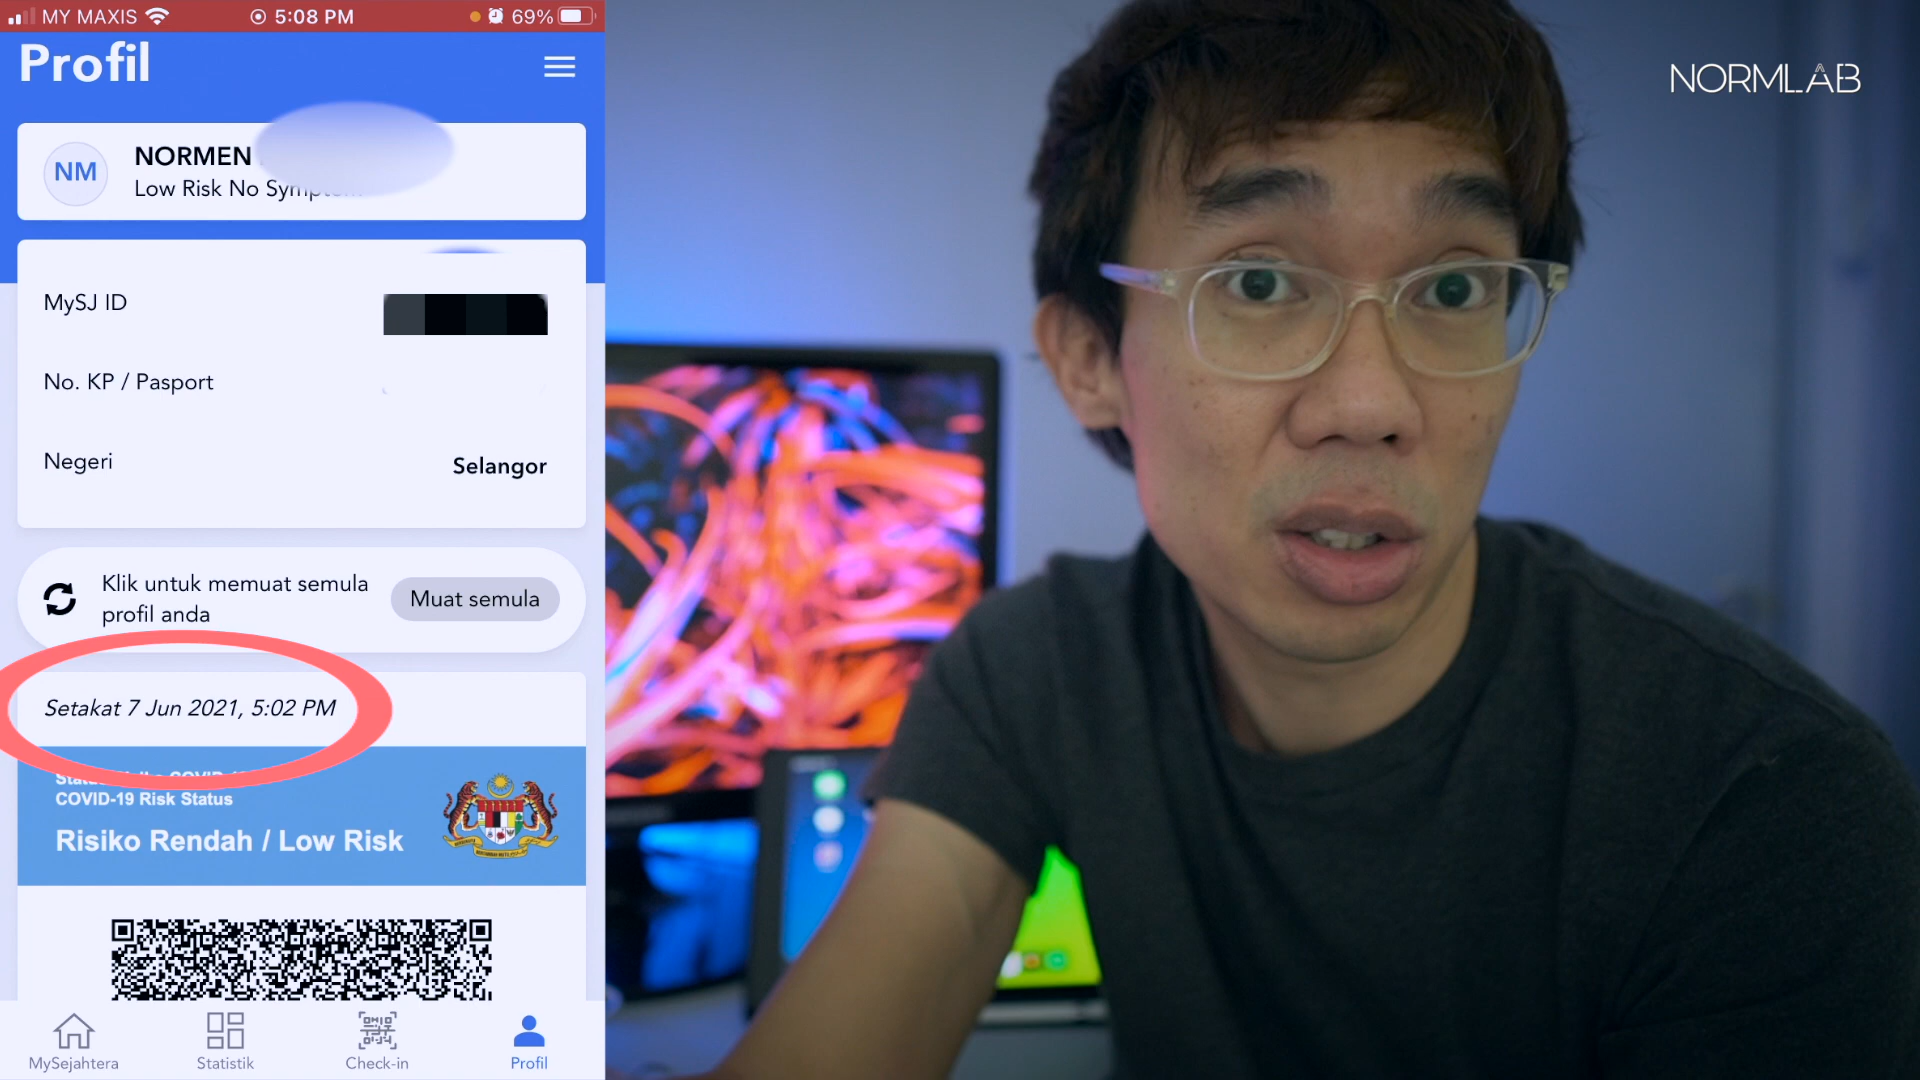 MY MAXIS
5:08 PM
69%
Profil
NM
NORMEN
Low Risk No
MySJ ID
No. KP / Pasport
Negeri
Selangor
Klik untuk memuat semula
profil anda
Muat semula
Setakat 7 Jun 2021, 5:02 PM
COVID-19 Risk Status
Risiko Rendah / Low Risk
MySejahtera
Statistik
Check-in
Profil
NORMLAB